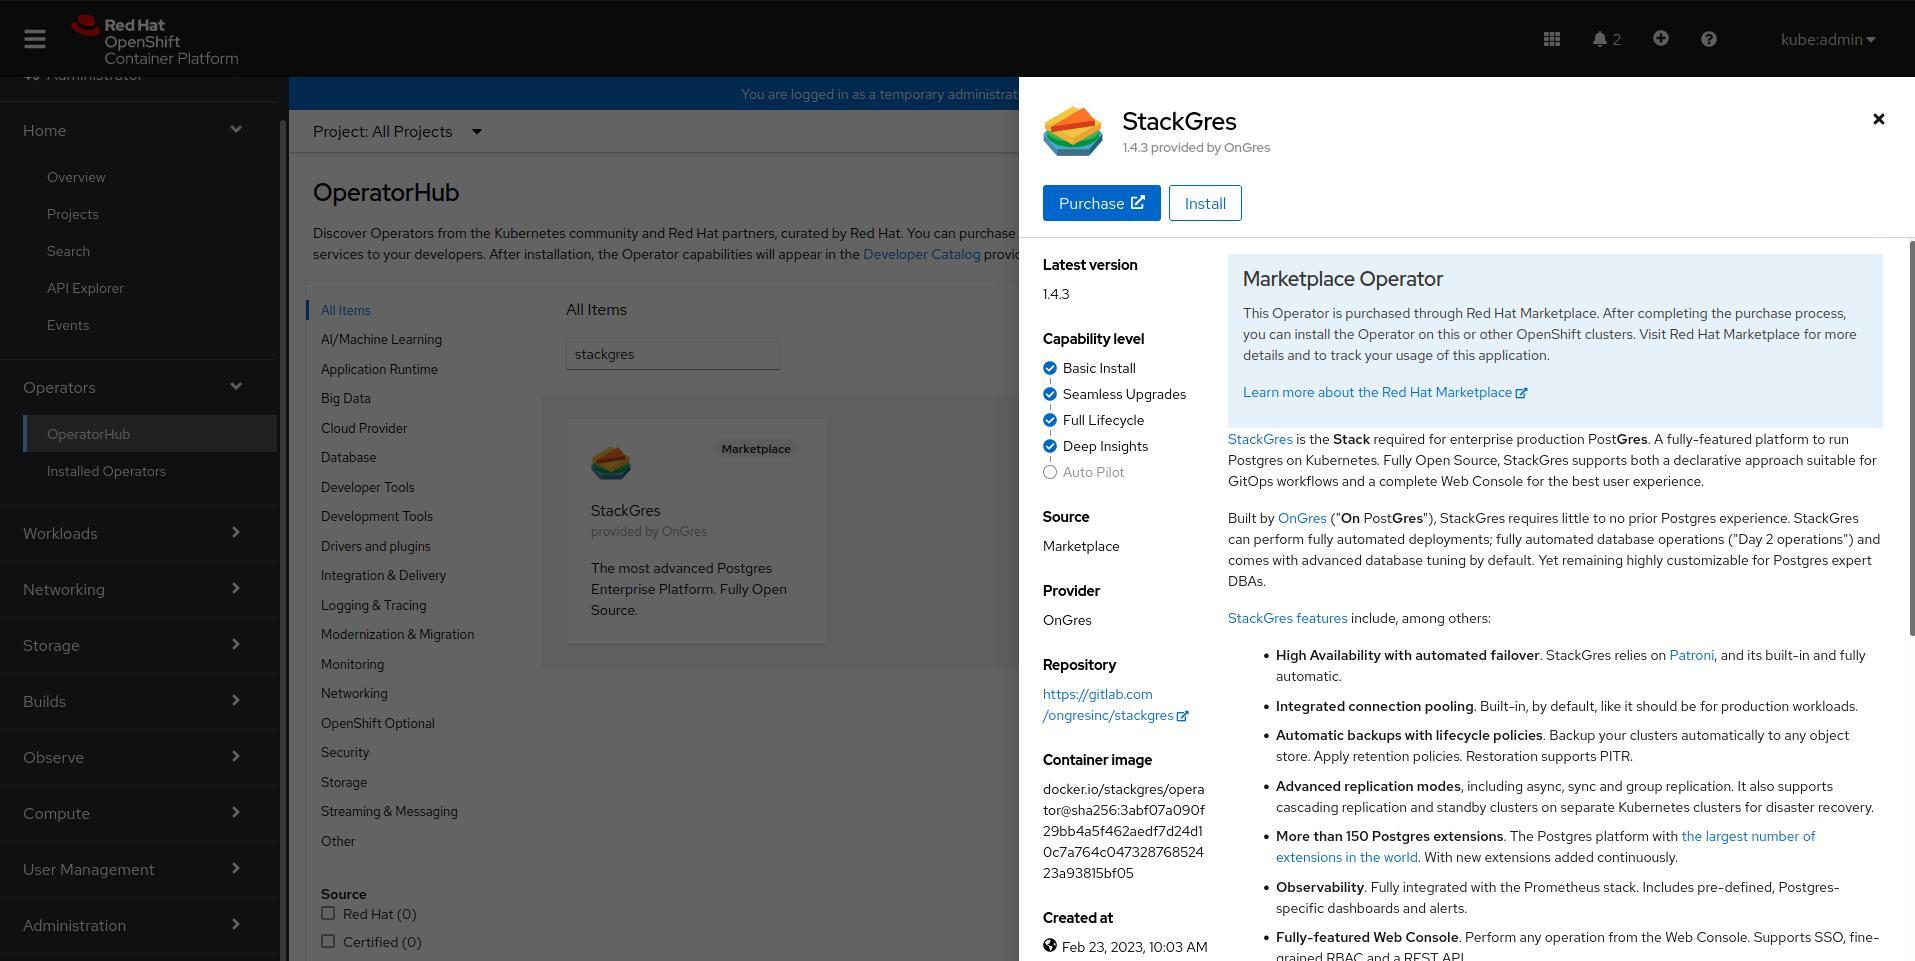 Red Hat
OpenShift
Container Platform
2
kube:admin
Administrator
Home
Overview
Projects
Search
API Explorer
Events
Operators
OperatorHub
Installed Operators
Workloads
Networking
Storage
Builds
Observe
Compute
User Management
Administration
You are logged in as a temporary
Project: All Projects
OperatorHub
Discover Operators from the Kubernetes community and Red Hat partners, curated by Red Hat. You can purchase
services to your developers. After installation, the Operator capabilities will appear in the Developer Catalog
All Items
AI/Machine Learning
Application Runtime
Big Data
Cloud Provider
Database
Developer Tools
Development Tools
Drivers and plugins
Integration & Delivery
Logging & Tracing
Modernization & Migration
Monitoring
Networking
OpenShift Optional
Security
Storage
Streaming & Messaging
Other
Source
Red Hat (0)
Certified (0)
All Items
stackgres
Marketplace
StackGres
provided by OnGres
The most advanced Postgres
Enterprise Platform. Fully Open
Source.
StackGres
1.4.3 provided by OnGres
Purchase
Install
Latest version
1.4.3
Capability level
Basic Install
Seamless Upgrades
Full Lifecycle
Deep Insights
Auto Pilot
Source
Marketplace
Provider
OnGres
Repository
https://gitlab.com
/ongresinc/stackgres
Container image
docker.io/stackgres/opera
tor@sha256:3abf07a090f
29bb4a5f462aedf7d24d1
0c7a764c047328768524
23a93815bf05
Created at
Feb 23, 2023, 10:03 AM
Marketplace Operator
This Operator is purchased through Red Hat Marketplace. After completing the purchase process,
you can install the Operator on this or other OpenShift clusters. Visit Red Hat Marketplace for more
details and to track your usage of this application.
Learn more about the Red Hat Marketplace
StackGres is the Stack required for enterprise production PostGres. A fully-featured platform to run
Postgres on Kubernetes. Fully Open Source, StackGres supports both a declarative approach suitable for
GitOps workflows and a complete Web Console for the best user experience.
Built by OnGres ("On PostGres"), StackGres requires little to no prior Postgres experience. StackGres
can perform fully automated deployments; fully automated database operations ("Day 2 operations") and
comes with advanced database tuning by default. Yet remaining highly customizable for Postgres expert
DBAs.
StackGres features include, among others:
• High Availability with automated failover. StackGres relies on Patroni, and its built-in and fully
automatic.
• Integrated connection pooling. Built-in, by default, like it should be for production workloads.
• Automatic backups with lifecycle policies. Backup your clusters automatically to any object
store. Apply retention policies. Restoration supports PITR.
• Advanced replication modes, including async, sync and group replication. It also supports
cascading replication and standby clusters on separate Kubernetes clusters for disaster recovery.
• More than 150 Postgres extensions. The Postgres platform with the largest number of
extensions in the world. With new extensions added continuously.
• Observability. Fully integrated with the Prometheus stack. Includes pre-defined, Postgres-
specific dashboards and alerts.
• Fully-featured Web Console. Perform any operation from the Web Console. Supports SSO, fine-
grained RBAC and a REST API.